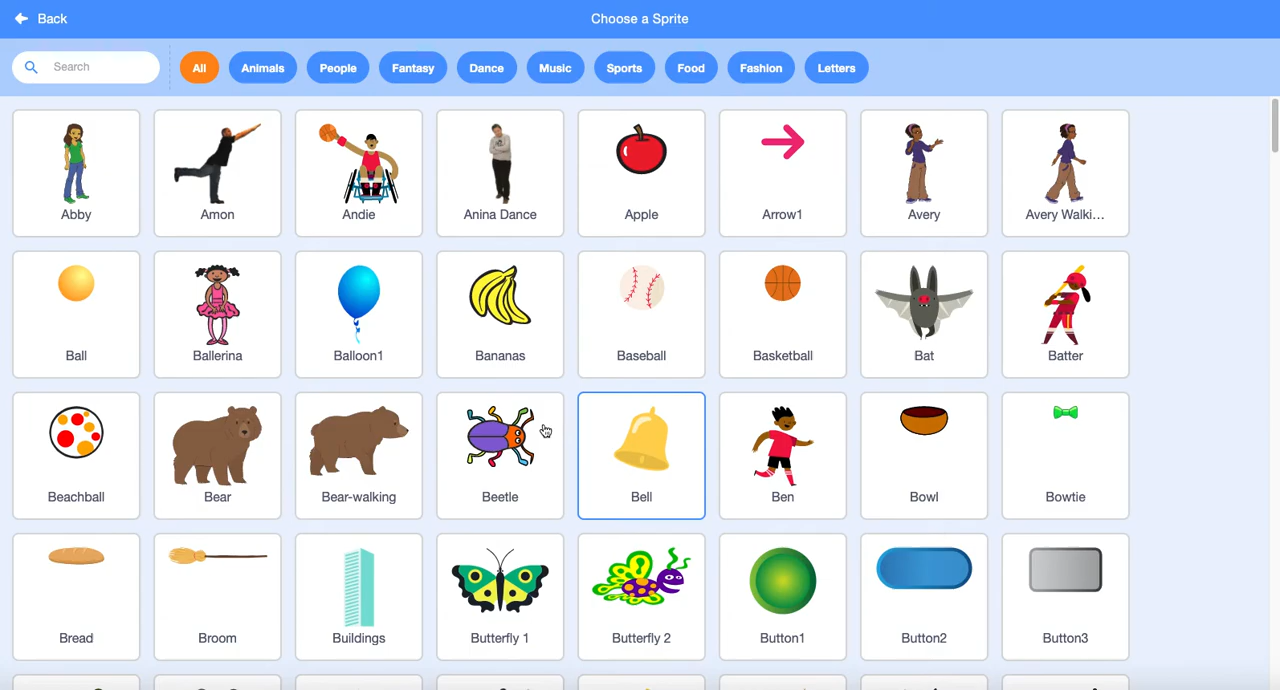 Back
Choose a Sprite
Search
All
Animals
People
Fantasy
Dance
Music
Sports
Food
Fashion
Letters
Abby
Amon
Andie
Anina Dance
Apple
Arrow1
Avery
Avery Walki...
Ball
Ballerina
Balloon1
Bananas
Baseball
Basketball
Bat
Batter
Beachball
Bear
Bear-walking
Beetle
Bell
Ben
Bowl
Bowtie
Bread
Broom
Buildings
Butterfly 1
Butterfly 2
Button1
Button2
Button3